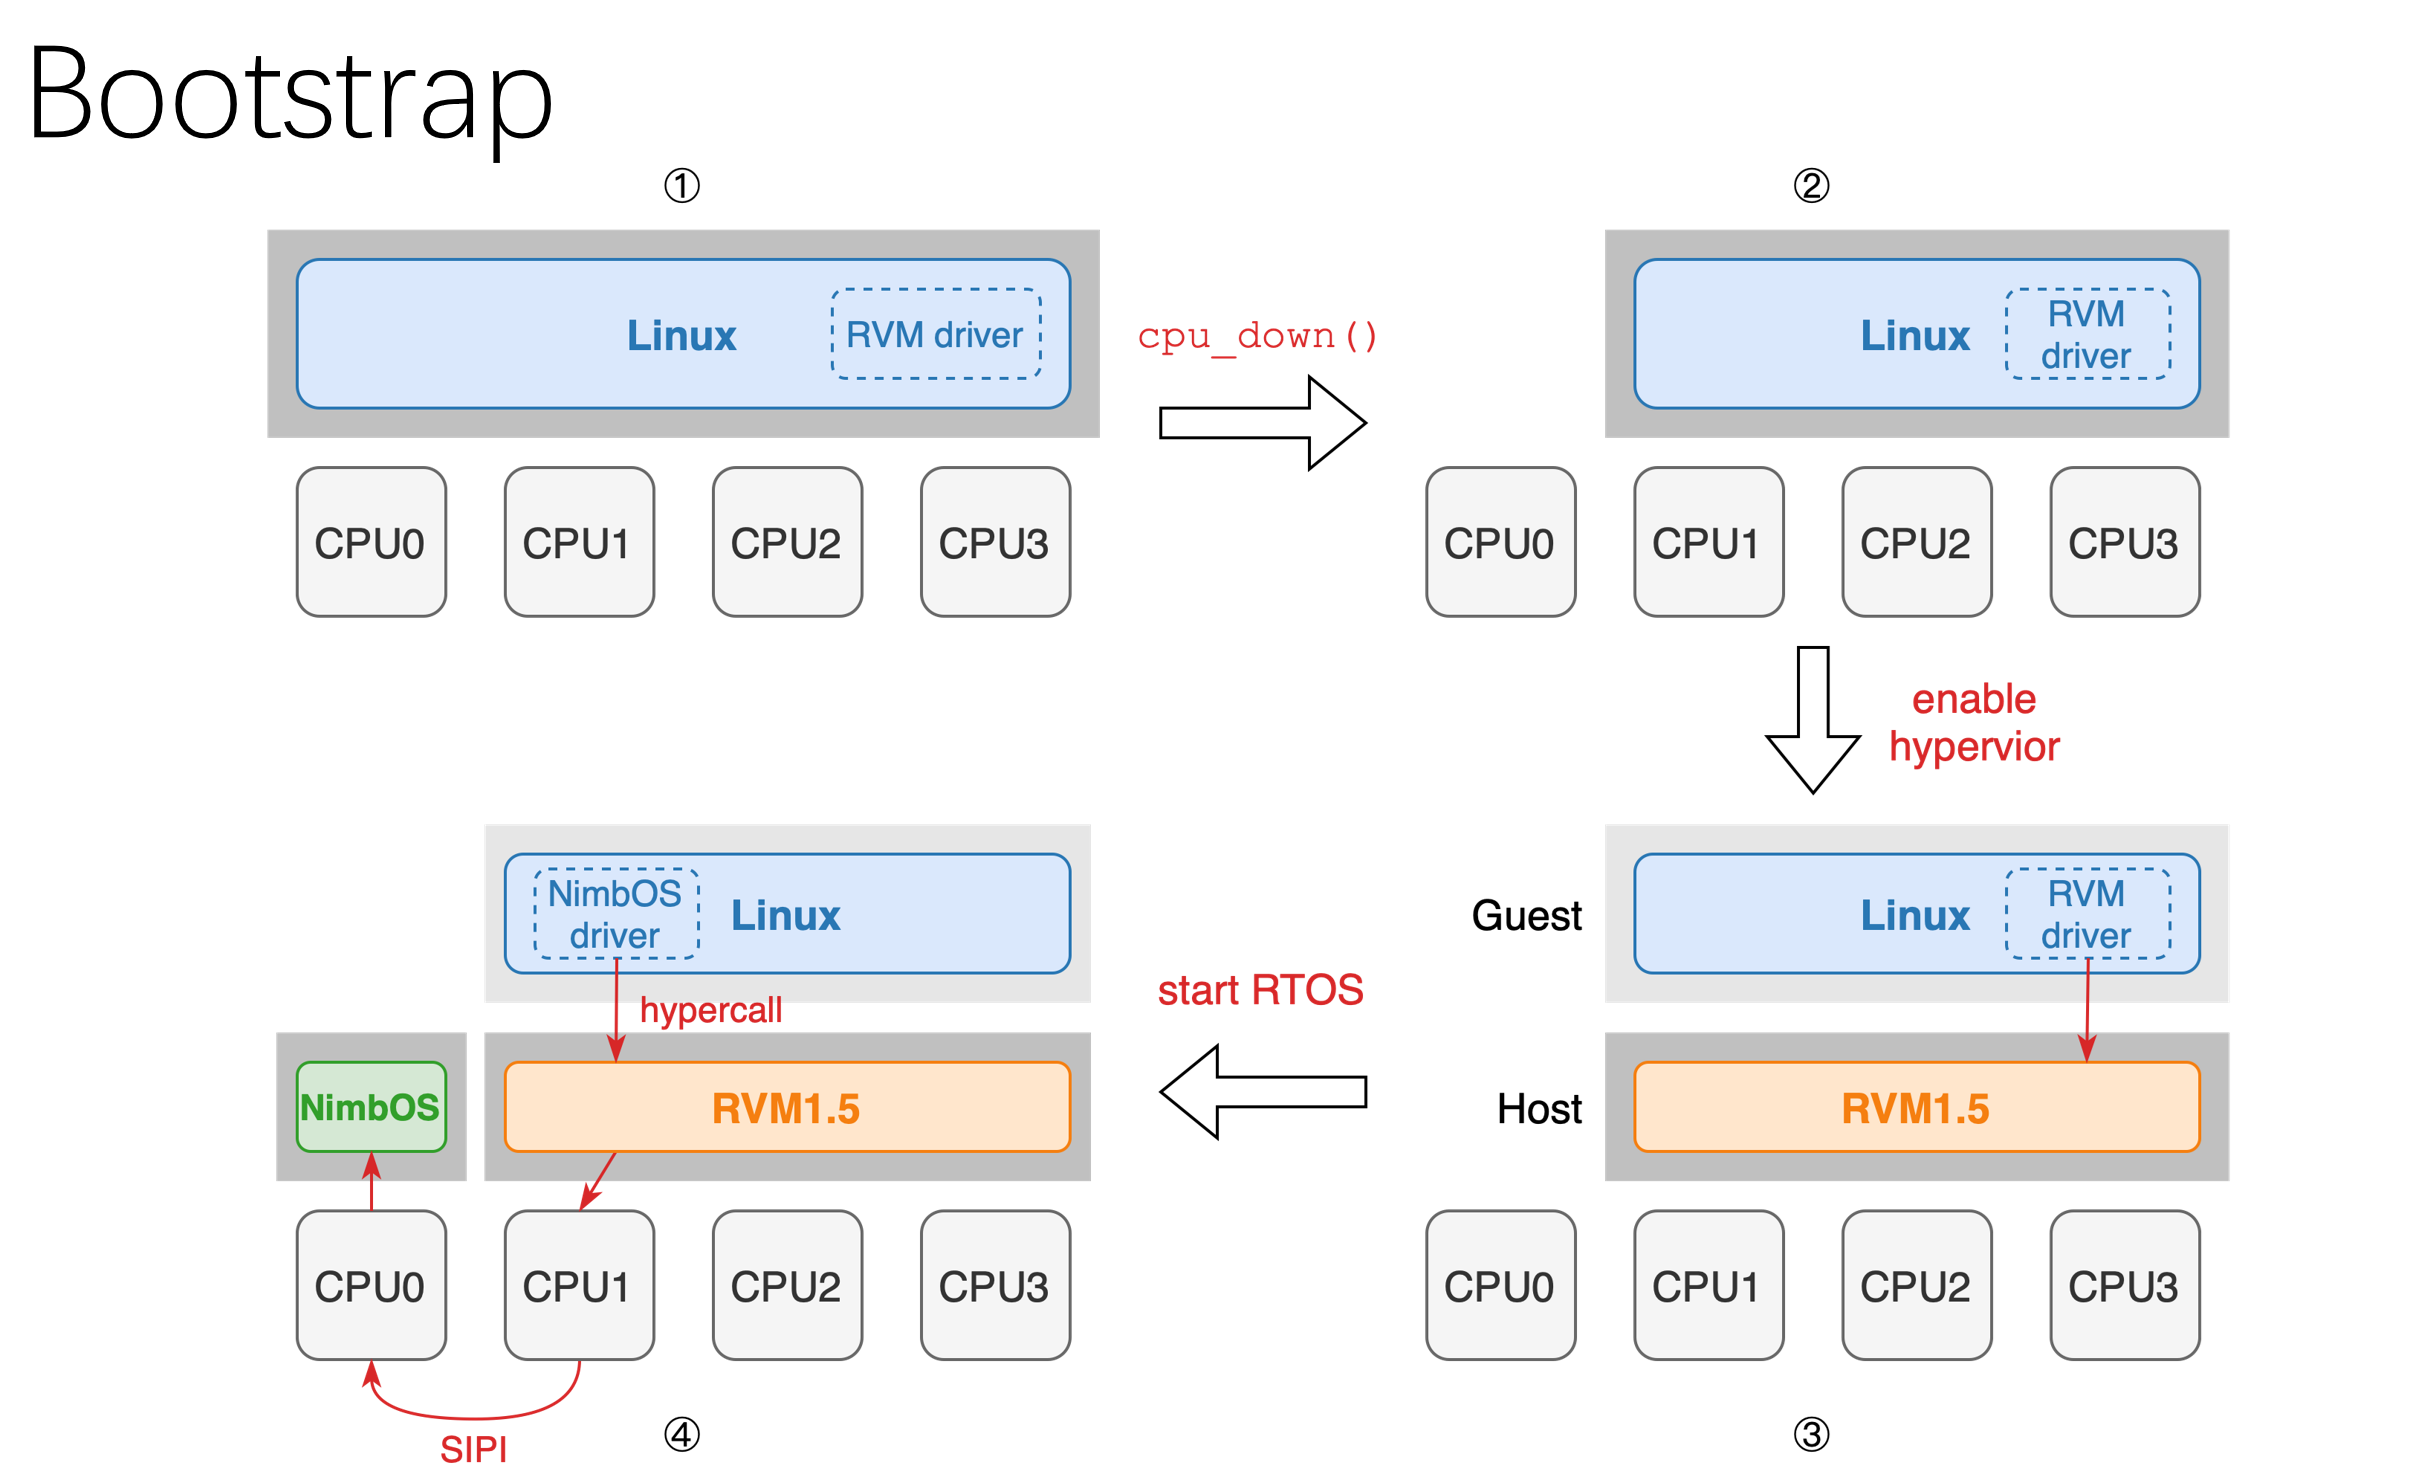 Bootstrap
①
Linux
RVM driver
CPU0
CPU1
CPU2
CPU3
cpu_down()
②
Linux
RVM
driver
CPU0
CPU1
CPU2
CPU3
enable
hypervior
Guest
Linux
RVM
driver
Host
RVM1.5
CPU0
CPU1
CPU2
CPU3
③
start RTOS
NimbOS
driver
Linux
hypercall
NimbOS
RVM1.5
CPU0
CPU1
CPU2
CPU3
SIPI
④